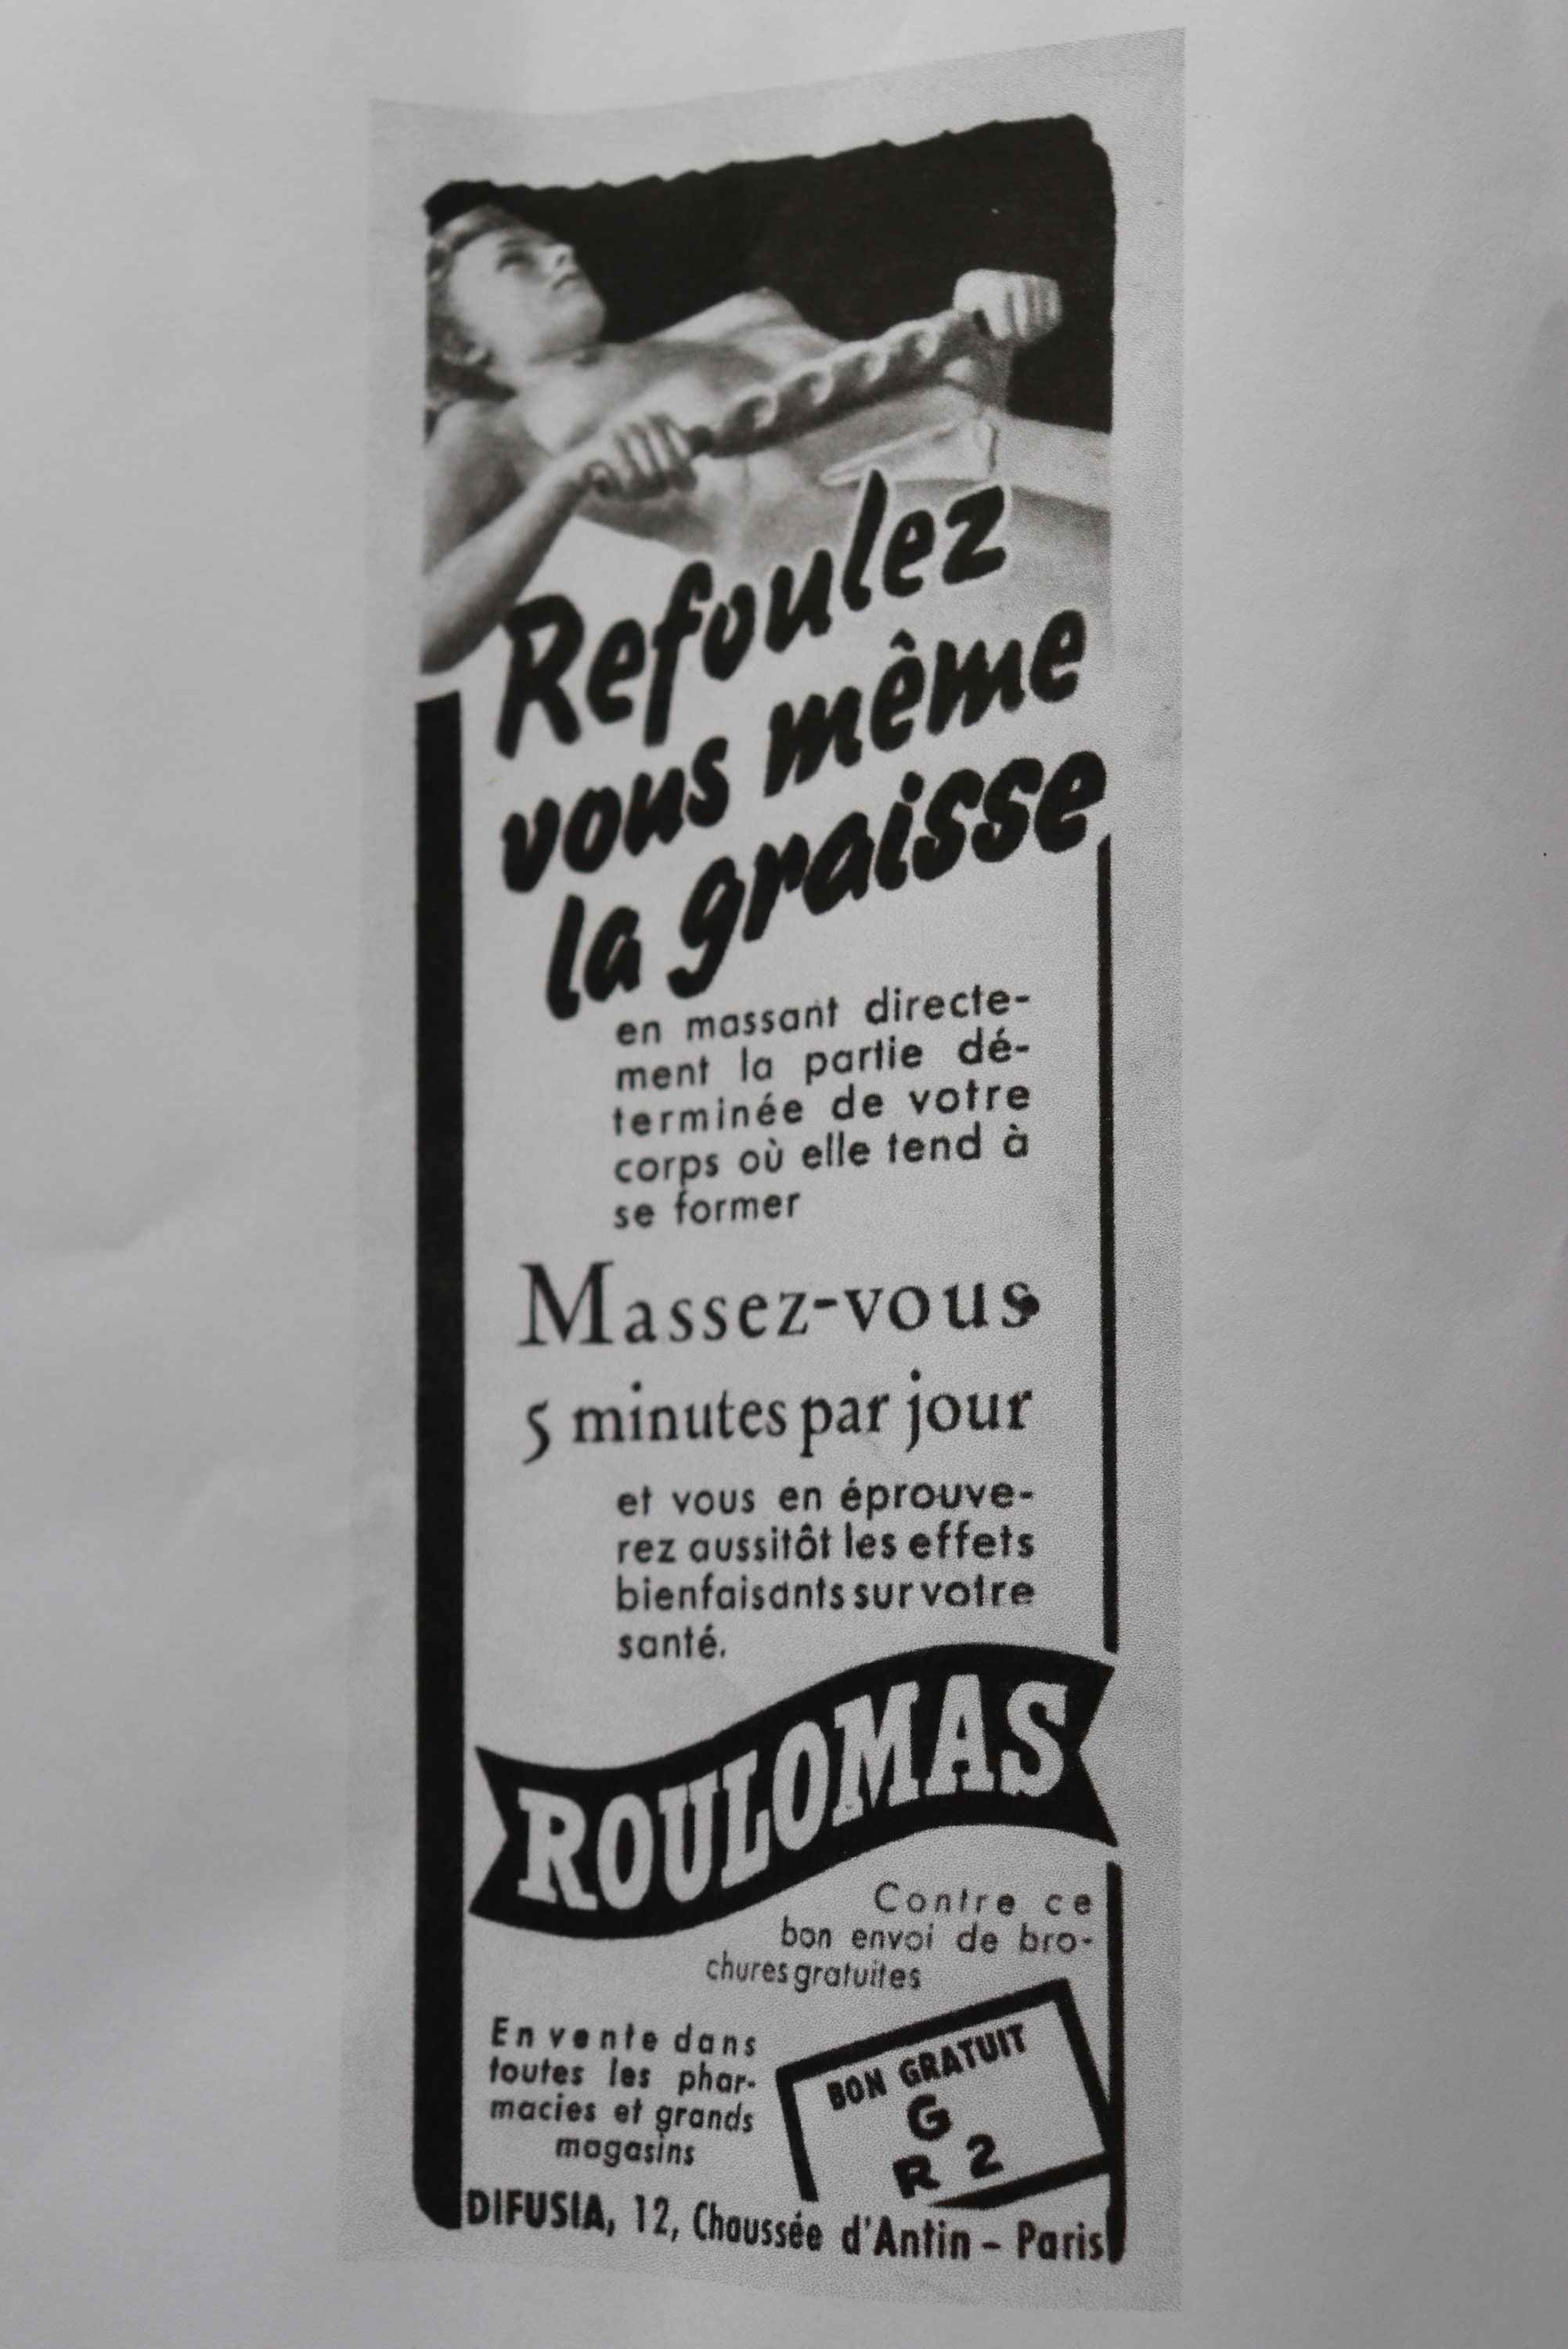 Refoulez
vous même
la graisse
en massant directe-
ment la partie dé-
terminée de votre
corps où elle tend à
se former
Massez-vous
5 minutes par jour
et vous en éprouve-
rez aussitôt les effets
bienfaisants sur votre
santé.
ROULOMAS
Contre ce
bon envoi de bro-
chures gratuites
En vente dans
toutes les phar-
macies et grands
magasins
BON GRATUIT
G
R 2
DIFUSIA, 12, Chaussée d'Antin - Paris